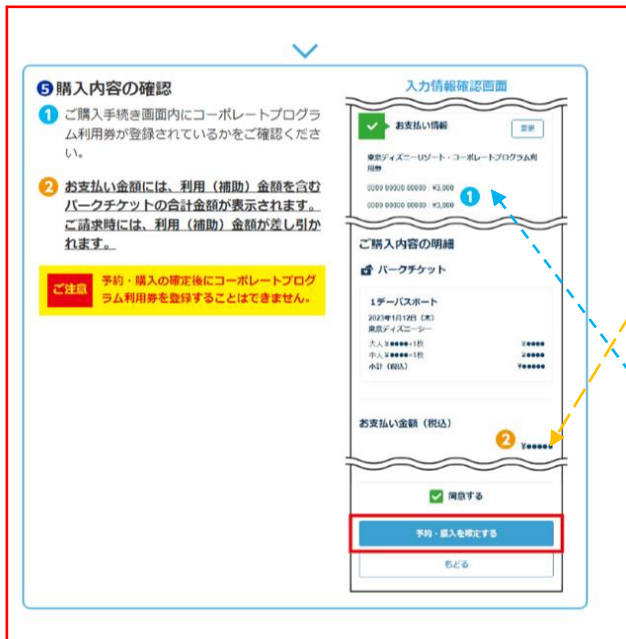 5 購入内容の確認
1 ご購入手続き画面内にコーポレートプログラ
ム利用券が登録されているかをご確認くださ
い。
2 お支払い金額には、利用（補助）金額を含む
パークチケットの合計金額が表示されます。
ご請求時には、利用（補助）金額が差し引か
れます。
ご注意
予約・購入の確定後にコーポレートプログ
ラム利用券を登録することはできません。
入力情報確認画面
お支払い情報
変更
東京ディズニーリゾート・コーポレートプログラム利
用券
0000 00000 00000 : ¥3,000
0000 00000 00000 : ¥3,000
1
ご購入内容の明細
パークチケット
1デーパスポート
2023年1月12日（木）
東京ディズニーシー
大人 ¥●●●●×1枚 ¥●●●●
中人 ¥●●●●×1枚 ¥●●●●
小計（税込） ¥●●●●●
お支払い金額（税込）
2 ¥●●●●●
同意する
予約・購入を確定する
もどる